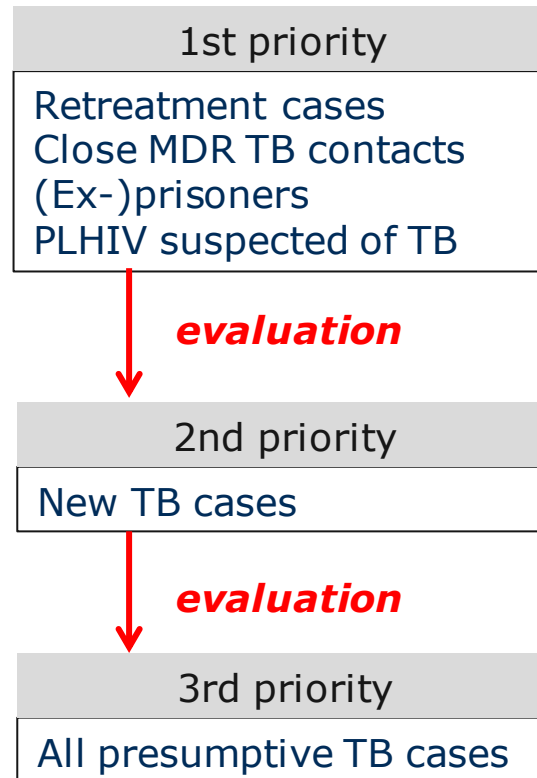 1st priority
Retreatment cases
Close MDR TB contacts
(Ex-)prisoners
PLHIV suspected of TB
evaluation
2nd priority
New TB cases
evaluation
3rd priority
All presumptive TB cases